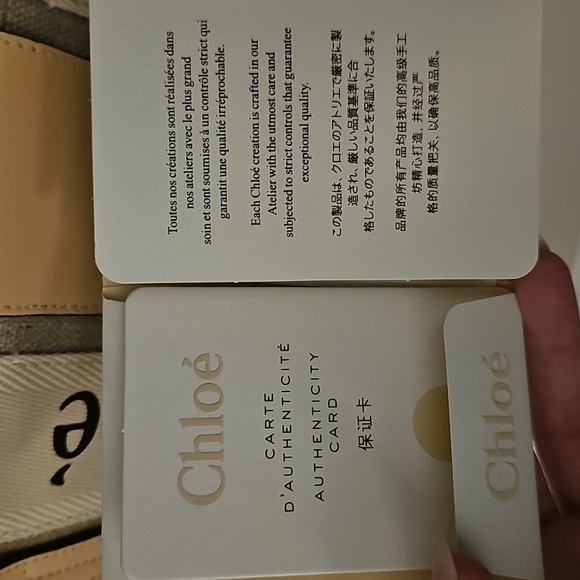 Toutes nos créations sont réalisées dans
nos ateliers avec le plus grand
soin et sont soumises à un contrôle strict qui
garantit une qualité irréprochable.
Each Chloé creation is crafted in our
Atelier with the utmost care and
subjected to strict controls that guarantee
exceptional quality.
この製品は、クロエのアトリエで厳密に製
造され、厳しい品質基準に合
格したものであることを保証いたします。
品牌的所有产品均由我们的高级手工
坊精心打造，并经过严
格的质量把关，以确保高品质。
Chloé
CARTE
D'AUTHENTICITÉ
AUTHENTICITY
CARD
保证卡
Chloé
é